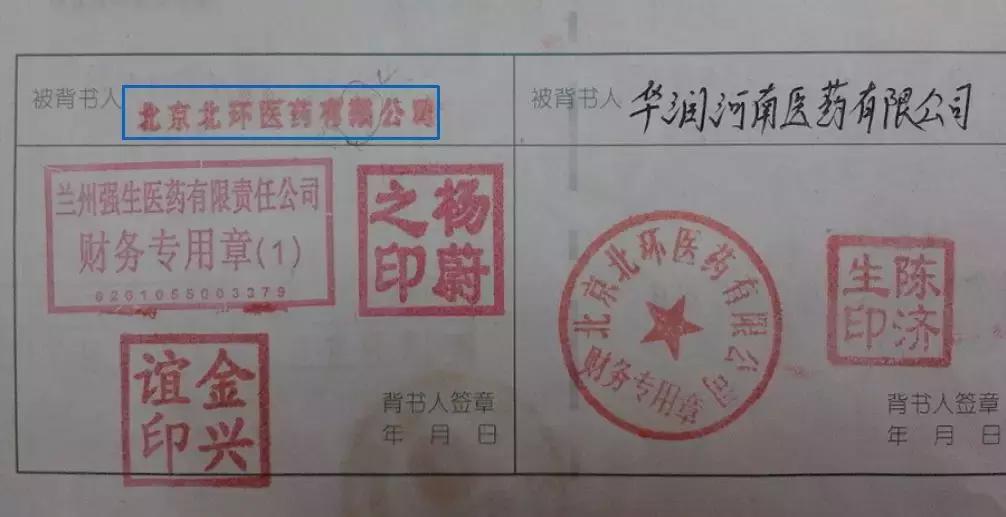 被背书人 北京北环医药有限公司
兰州强生医药有限责任公司
财务专用章(1)
6201055003379
杨蔚之印
金兴谊印
背书人签章
年 月 日
被背书人 华润河南医药有限公司
北京北环医药有限公司
财务专用章
陈济生印
背书人签章
年 月 日